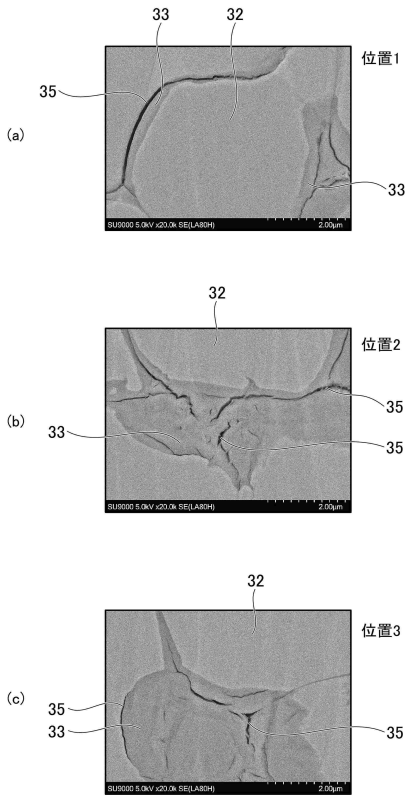 32
33
位置1
35
(a)
33
SU9000 5.0kV x20.0k SE(LA80H) 2.00μm
32
位置2
35
(b)
33
35
SU9000 5.0kV x20.0k SE(LA80H) 2.00μm
32
位置3
(c)
35
33
35
SU9000 5.0kV x20.0k SE(LA80H) 2.00μm